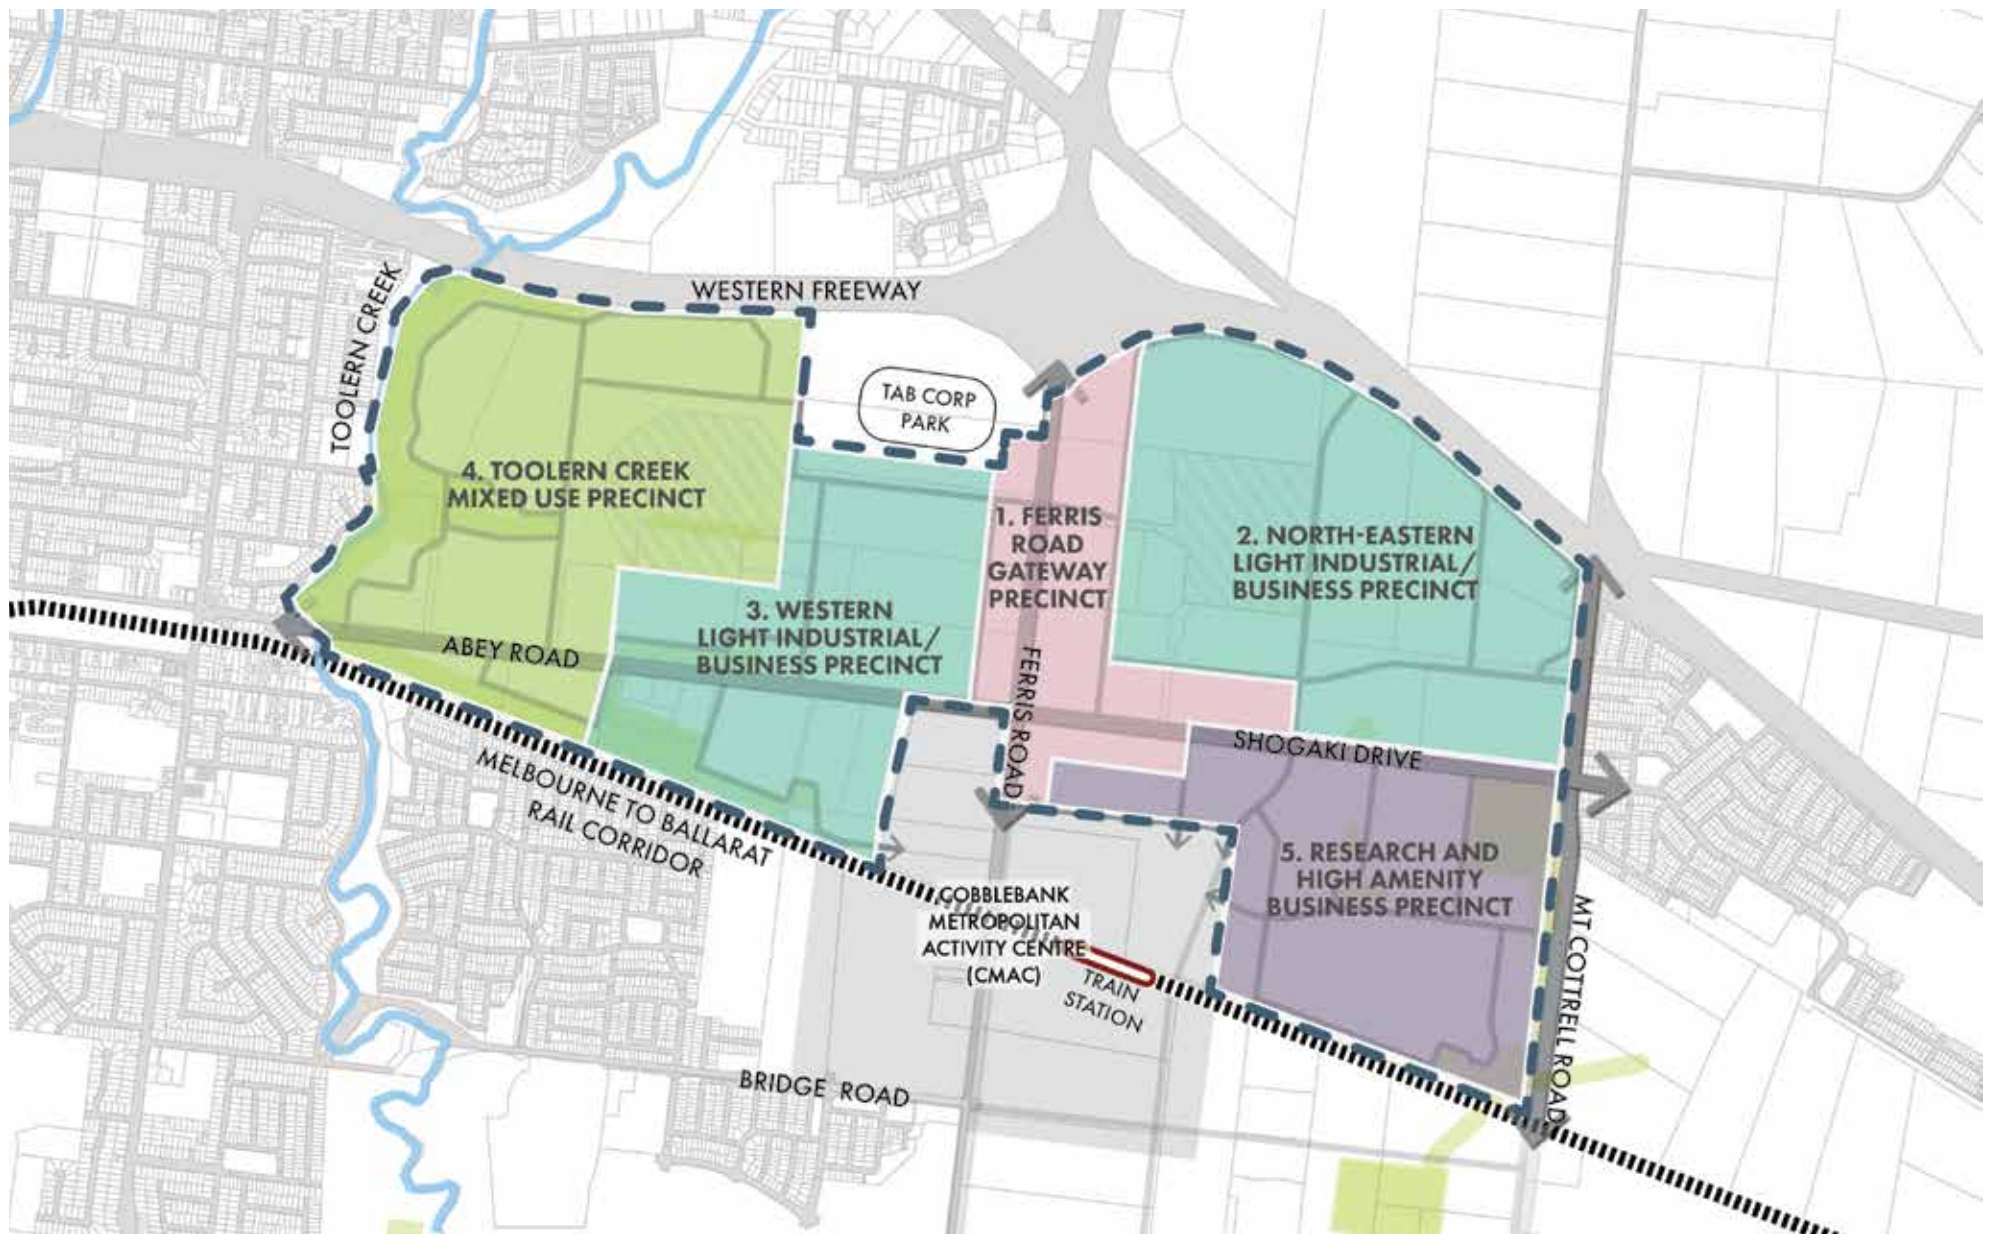 WESTERN FREEWAY
TOOLERN CREEK
TAB CORP
PARK
4. TOOLERN CREEK
MIXED USE PRECINCT
1. FERRIS
ROAD
GATEWAY
PRECINCT
2. NORTH-EASTERN
LIGHT INDUSTRIAL/
BUSINESS PRECINCT
3. WESTERN
LIGHT INDUSTRIAL/
BUSINESS PRECINCT
ABEY ROAD
FERRIS ROAD
SHOGAKI DRIVE
MELBOURNE TO BALLARAT
RAIL CORRIDOR
5. RESEARCH AND
HIGH AMENITY
BUSINESS PRECINCT
COBBLEBANK
METROPOLITAN
ACTIVITY CENTRE
(CMAC)
TRAIN
STATION
MT COTTRELL ROAD
BRIDGE ROAD